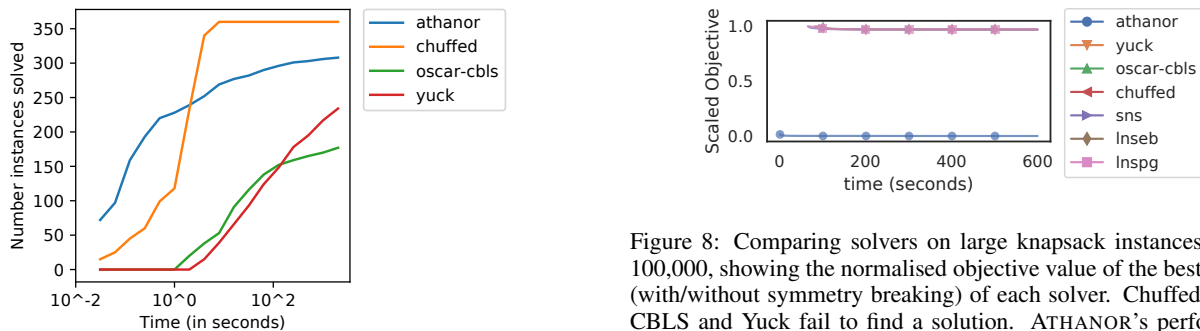 Number instances solved
350
300
250
200
150
100
50
0
10^-2
10^0
10^2
Time (in seconds)
athanor
chuffed
oscar-cbls
yuck
Scaled Objective
1.0
0.5
0.0
0
200
400
600
time (seconds)
athanor
yuck
oscar-cbls
chuffed
sns
lnseb
lnspg
Figure 8: Comparing solvers on large knapsack instances
100,000, showing the normalised objective value of the best
(with/without symmetry breaking) of each solver. Chuffed
CBLS and Yuck fail to find a solution. ATHANOR's perfo